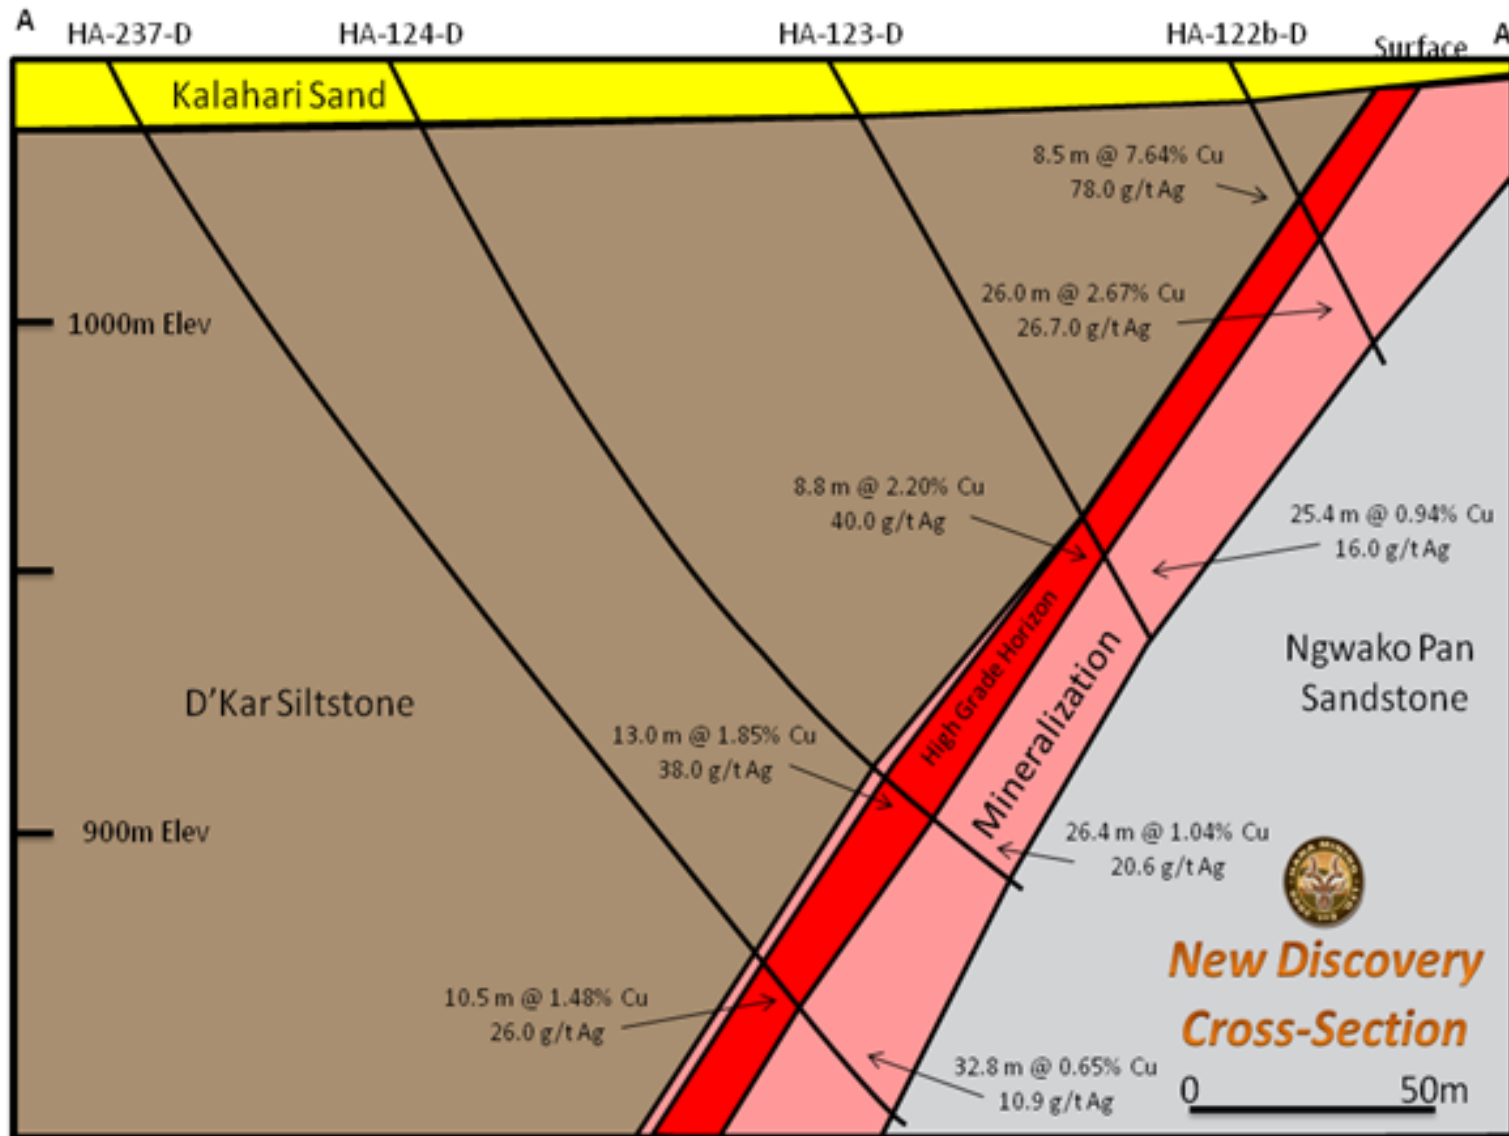 A
HA-237-D
HA-124-D
HA-123-D
HA-122b-D
Surface
A
Kalahari Sand
8.5 m @ 7.64% Cu
78.0 g/t Ag
1000m Elev
26.0 m @ 2.67% Cu
26.7.0 g/t Ag
8.8 m @ 2.20% Cu
40.0 g/t Ag
25.4 m @ 0.94% Cu
16.0 g/t Ag
High Grade Horizon
Mineralization
Ngwako Pan
Sandstone
D'Kar Siltstone
13.0 m @ 1.85% Cu
38.0 g/t Ag
900m Elev
26.4 m @ 1.04% Cu
20.6 g/t Ag
New Discovery
Cross-Section
10.5 m @ 1.48% Cu
26.0 g/t Ag
32.8 m @ 0.65% Cu
10.9 g/t Ag
0 50m